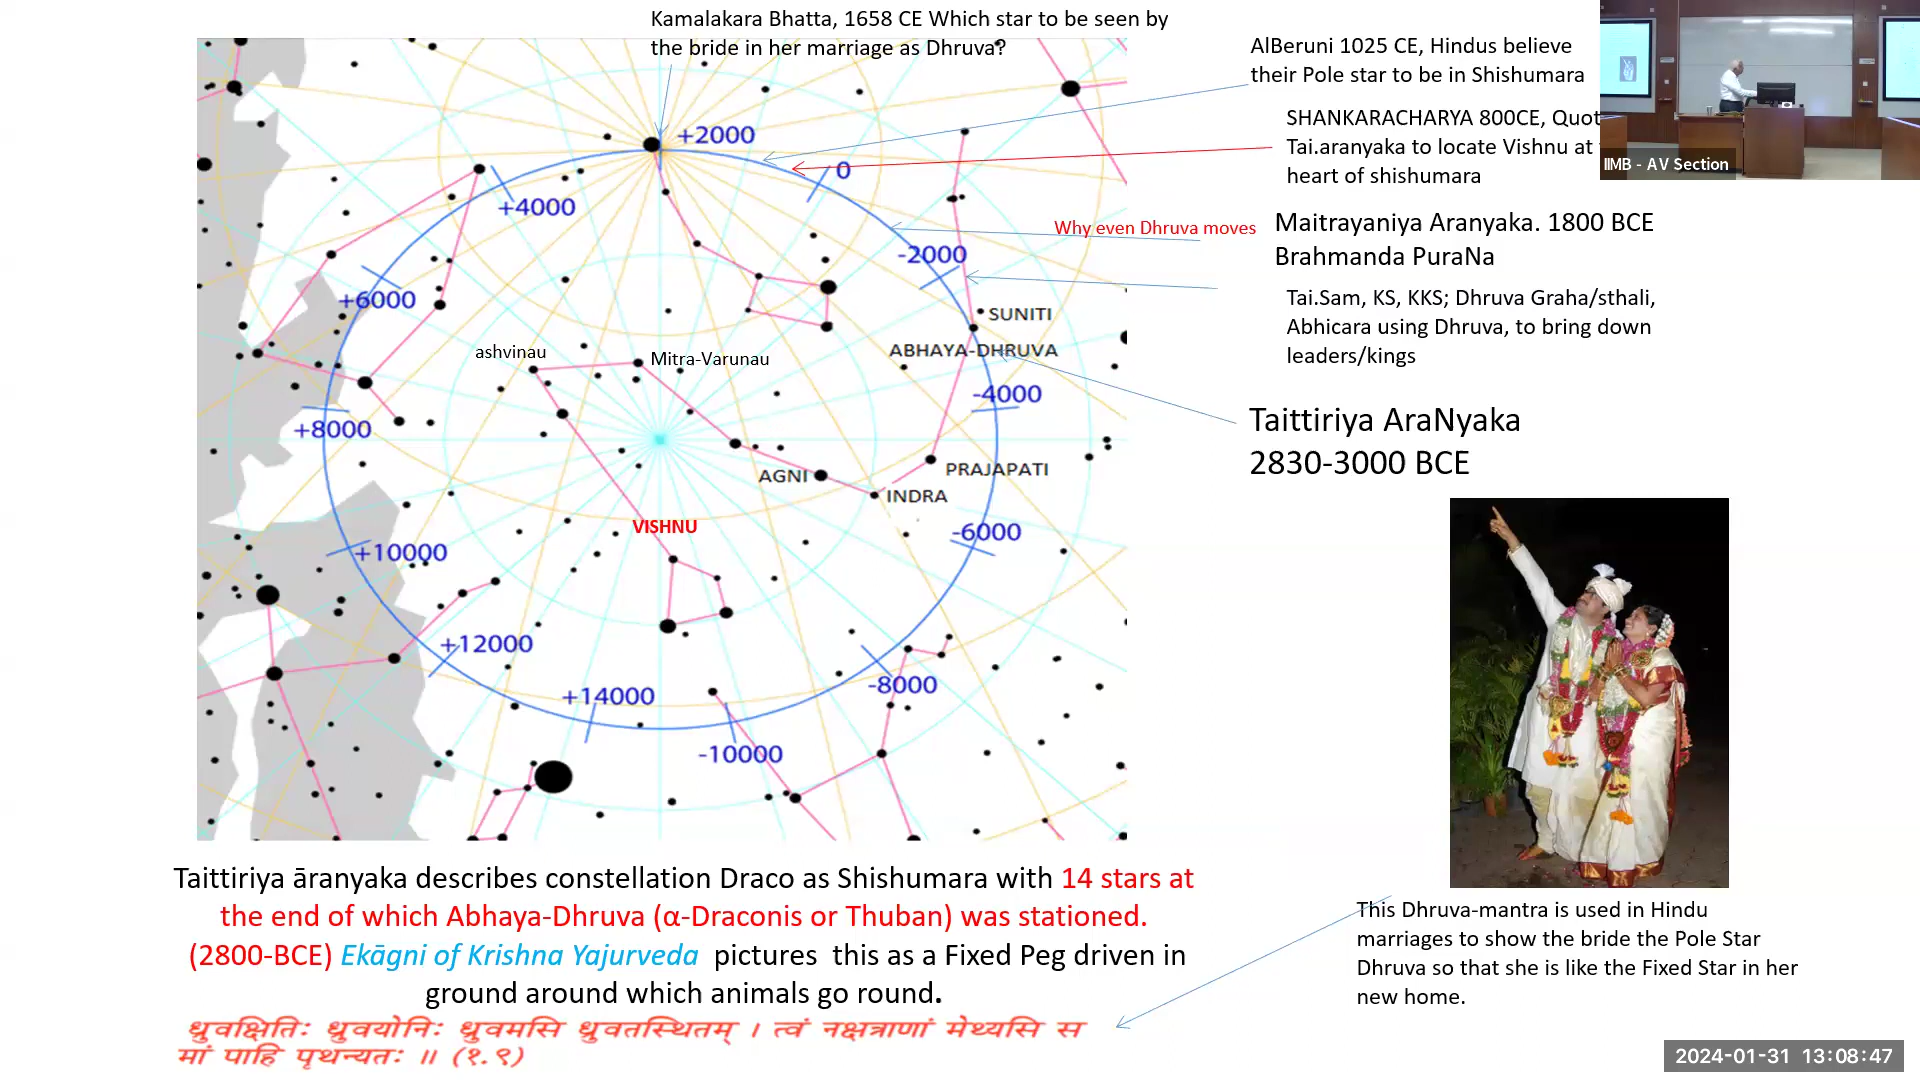 Kamalakara Bhatta, 1658 CE Which star to be seen by
the bride in her marriage as Dhruva?
AlBeruni 1025 CE, Hindus believe
their Pole star to be in Shishumara
SHANKARACHARYA 800CE, Quot
Tai.aranyaka to locate Vishnu at
heart of shishumara
IIMB - AV Section
Why even Dhruva moves
Maitrayaniya Aranyaka. 1800 BCE
Brahmanda PuraNa
Tai.Sam, KS, KKS; Dhruva Graha/sthali,
Abhicara using Dhruva, to bring down
leaders/kings
Taittiriya AraNyaka
2830-3000 BCE
+2000
0
+4000
-2000
+6000
SUNITI
ashvinau
Mitra-Varunau
ABHAYA-DHRUVA
-4000
+8000
AGNI
PRAJAPATI
INDRA
VISHNU
-6000
+10000
+12000
-8000
+14000
-10000
Taittiriya āranyaka describes constellation Draco as Shishumara with 14 stars at
the end of which Abhaya-Dhruva (α-Draconis or Thuban) was stationed.
(2800-BCE) Ekāgni of Krishna Yajurveda pictures this as a Fixed Peg driven in
ground around which animals go round.
ध्रुवक्षितिः ध्रुवयोनिः ध्रुवमसि ध्रुवतस्थितम् । त्वं नक्षत्राणां मेथ्यसि स
मां पाहि पृथन्यतः ॥ (१.९)
This Dhruva-mantra is used in Hindu
marriages to show the bride the Pole Star
Dhruva so that she is like the Fixed Star in her
new home.
2024-01-31 13:08:47